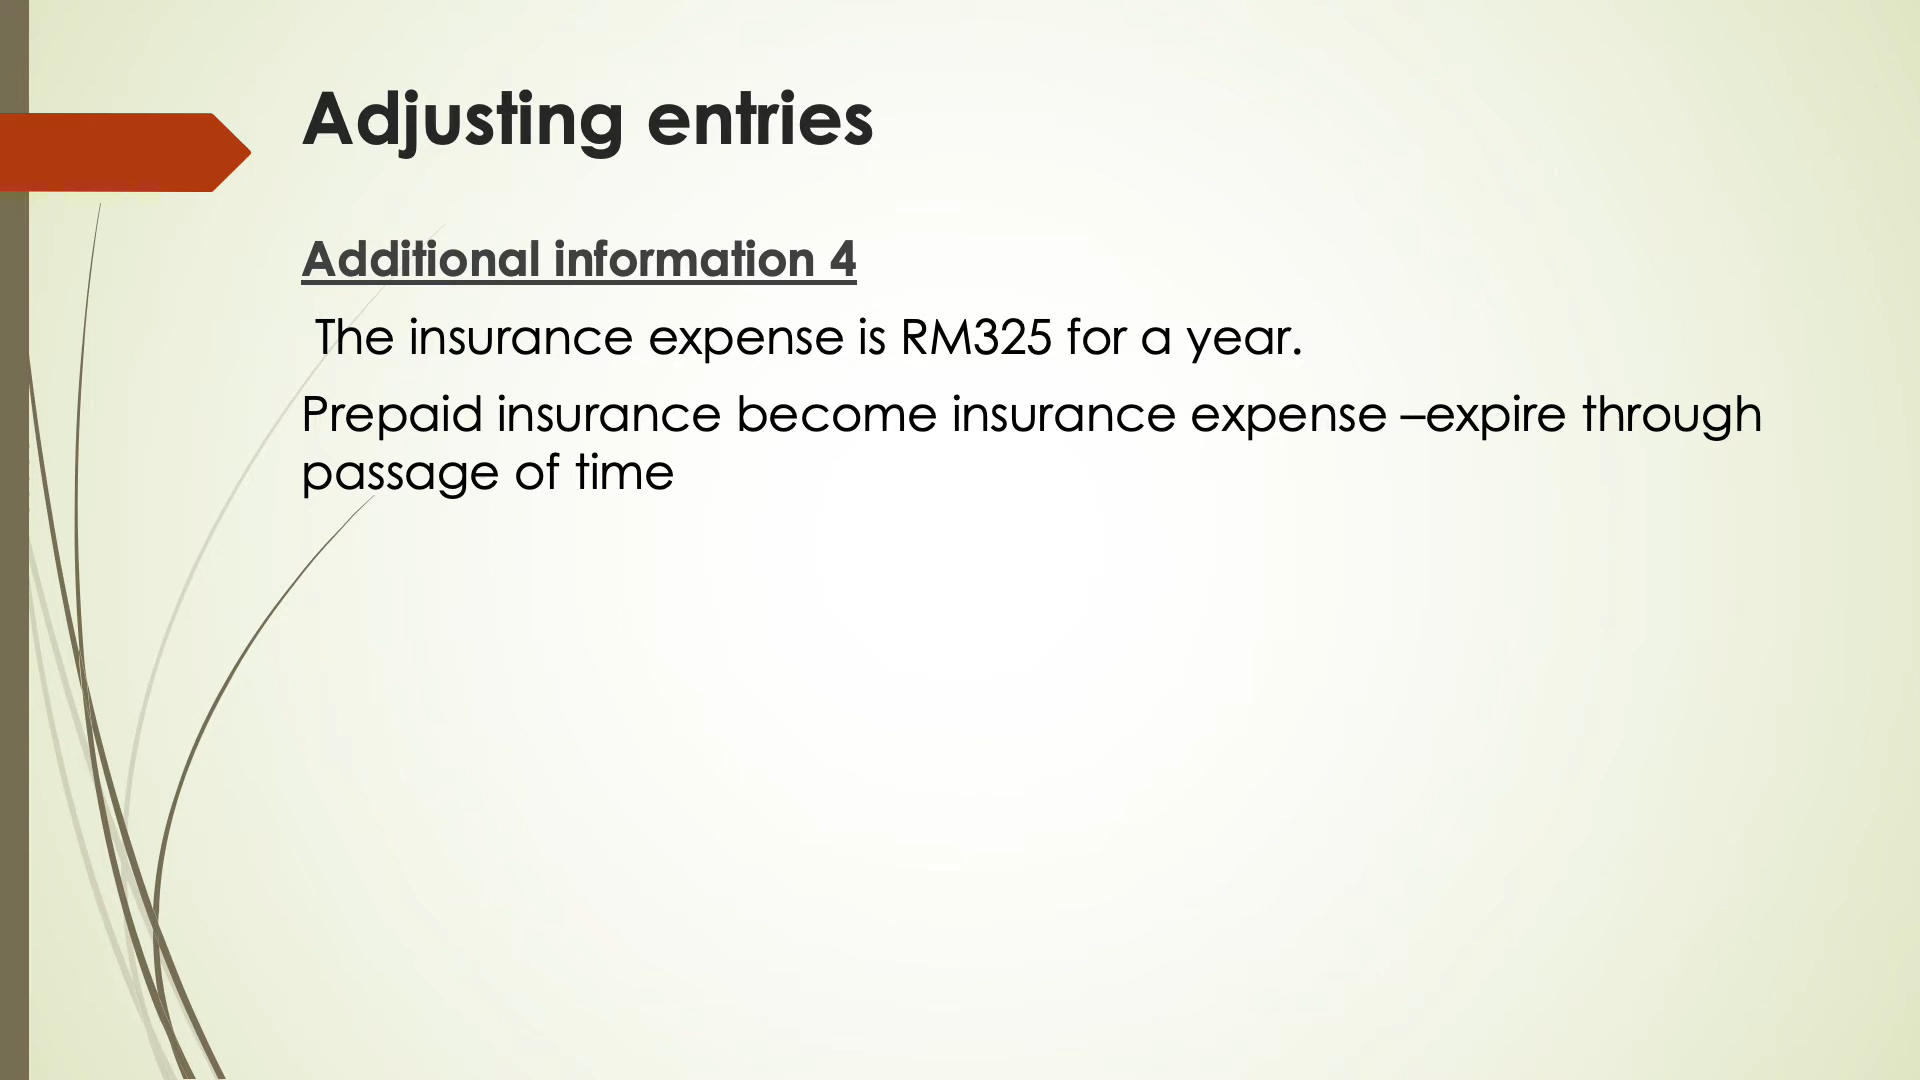 Adjusting entries
Additional information 4
The insurance expense is RM325 for a year.
Prepaid insurance become insurance expense –expire through
passage of time